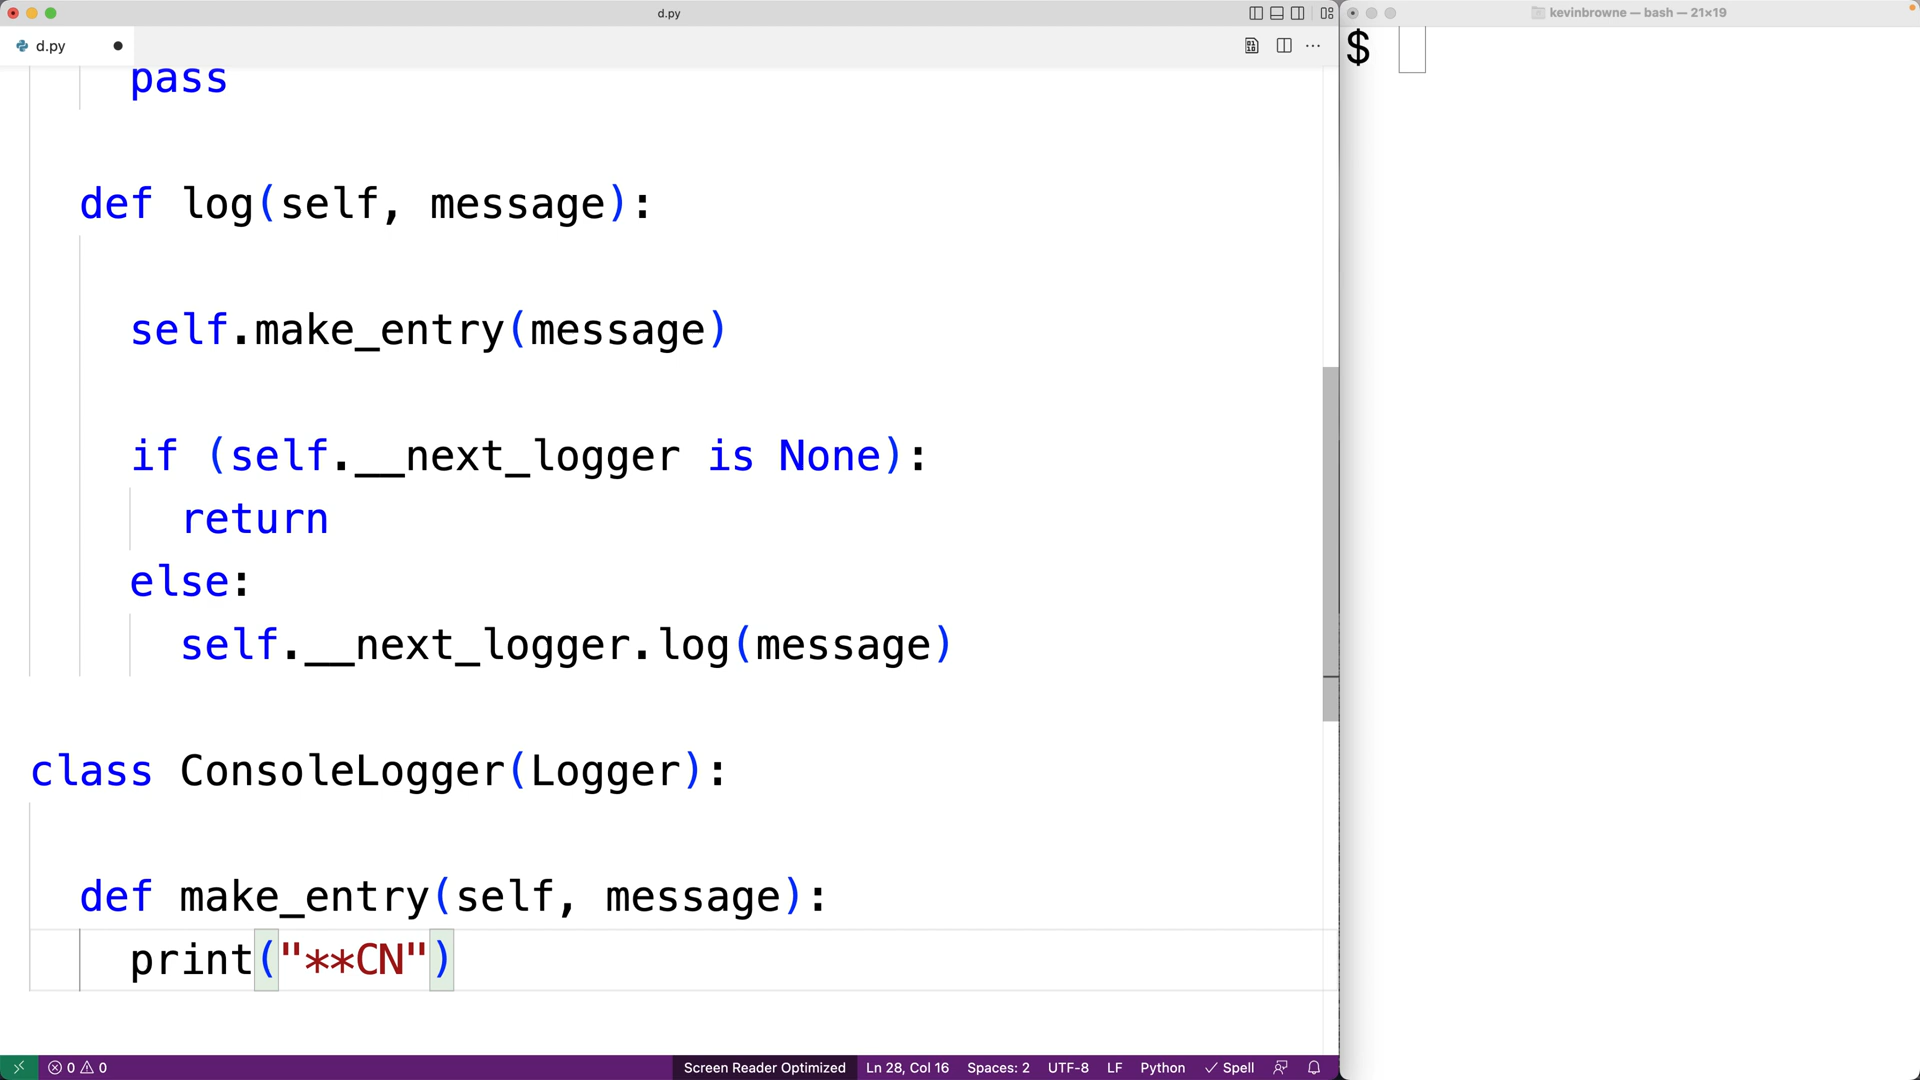 d.py
kevinbrowne — bash — 21×19
d.py
$
pass
def log(self, message):
self.make_entry(message)
if (self.__next_logger is None):
return
else:
self.__next_logger.log(message)
class ConsoleLogger(Logger):
def make_entry(self, message):
print("**CN")
0 0 Screen Reader Optimized Ln 28, Col 16 Spaces: 2 UTF-8 LF Python Spell